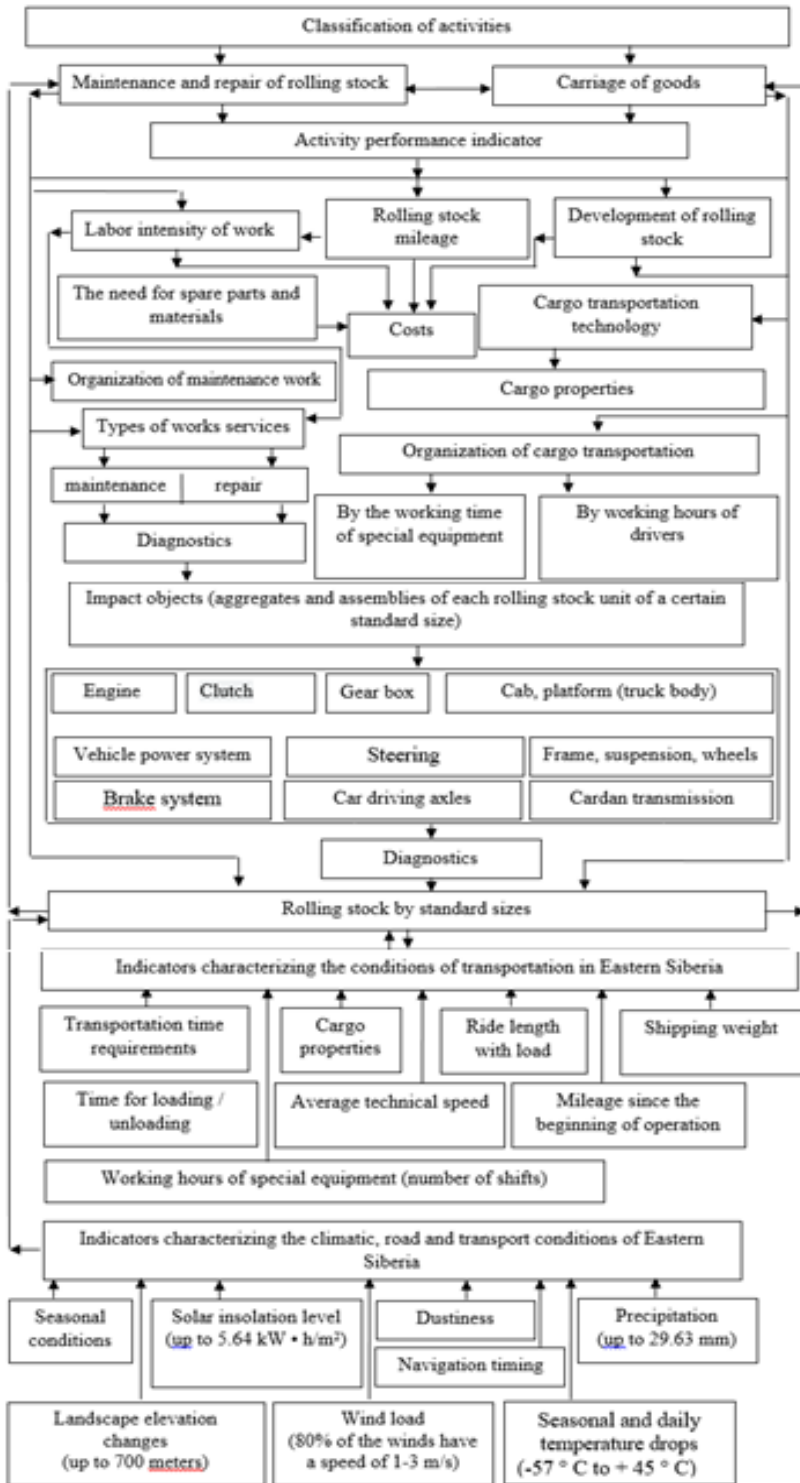 Classification of activities
Maintenance and repair of rolling stock
Carriage of goods
Activity performance indicator
Labor intensity of work
Rolling stock
mileage
Development of rolling
stock
The need for spare parts and
materials
Costs
Cargo transportation
technology
Organization of maintenance work
Cargo properties
Types of works services
Organization of cargo transportation
maintenance
repair
By the working time
of special equipment
By working hours of
drivers
Diagnostics
Impact objects (aggregates and assemblies of each rolling stock unit of a certain
standard size)
Engine
Clutch
Gear box
Cab, platform (truck body)
Vehicle power system
Steering
Frame, suspension, wheels
Brake system
Car driving axles
Cardan transmission
Diagnostics
Rolling stock by standard sizes
Indicators characterizing the conditions of transportation in Eastern Siberia
Transportation time
requirements
Cargo
properties
Ride length
with load
Shipping weight
Time for loading /
unloading
Average technical speed
Mileage since the
beginning of operation
Working hours of special equipment (number of shifts)
Indicators characterizing the climatic, road and transport conditions of Eastern
Siberia
Seasonal
conditions
Solar insolation level
(up to 5.64 kW • h/m²)
Dustiness
Precipitation
(up to 29.63 mm)
Navigation timing
Landscape elevation
changes
(up to 700 meters)
Wind load
(80% of the winds have
a speed of 1-3 m/s)
Seasonal and daily
temperature drops
(-57 ° C to + 45 ° C)